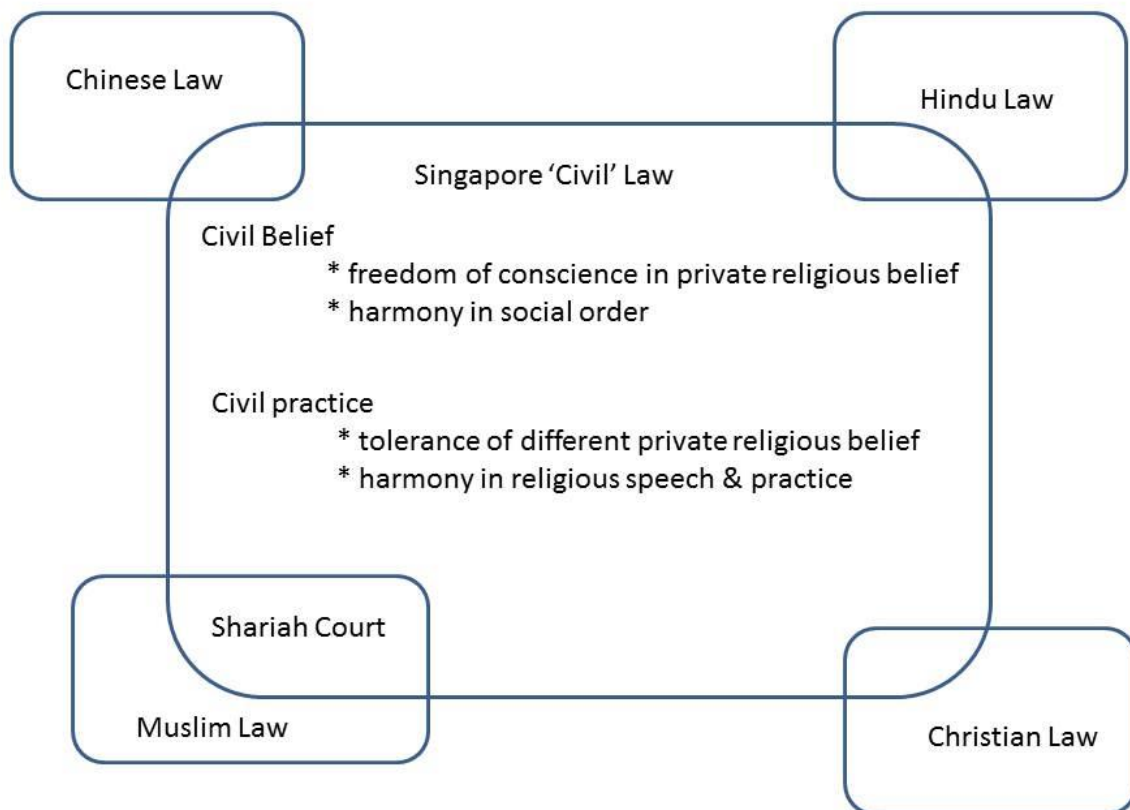 Chinese Law
Hindu Law
Singapore ‘Civil’ Law
Civil Belief
* freedom of conscience in private religious belief
* harmony in social order
Civil practice
* tolerance of different private religious belief
* harmony in religious speech & practice
Shariah Court
Muslim Law
Christian Law